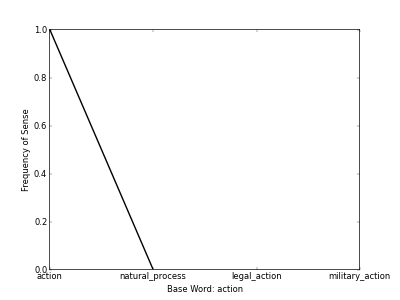 1.0
0.8
0.6
0.4
0.2
0.0
Frequency of Sense
action natural_process legal_action military_action
Base Word: action